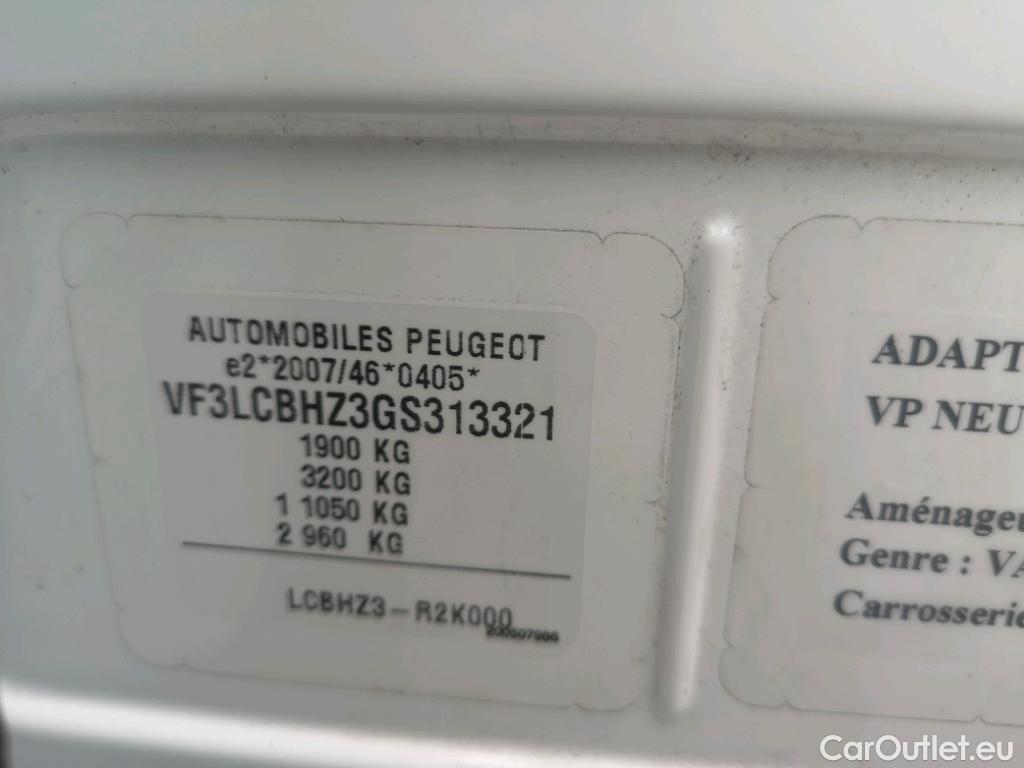 AUTOMOBILES PEUGEOT
e2*2007/46*0405*
VF3LCBHZ3GS313321
1900 KG
3200 KG
1 1050 KG
2 960 KG
LCBHZ3-R2K000
ADAPT
VP NEU
Aménageu
Genre : VA
Carrosserie
CarOutlet.eu